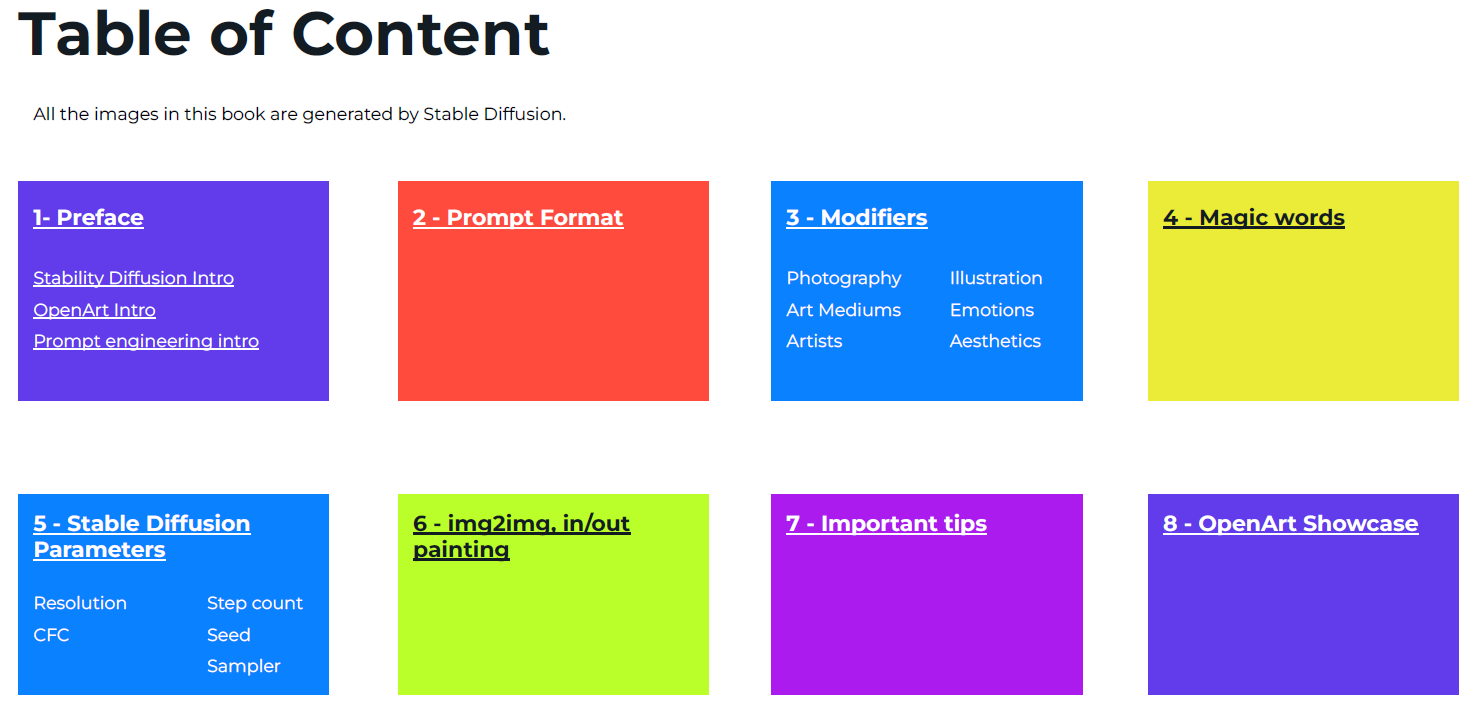 Table of Content
All the images in this book are generated by Stable Diffusion.
1- Preface
Stability Diffusion Intro
OpenArt Intro
Prompt engineering intro
2 - Prompt Format
3 - Modifiers
Photography
Art Mediums
Artists
Illustration
Emotions
Aesthetics
4 - Magic words
5 - Stable Diffusion
Parameters
Resolution
CFC
Step count
Seed
Sampler
6 - img2img, in/out
painting
7 - Important tips
8 - OpenArt Showcase